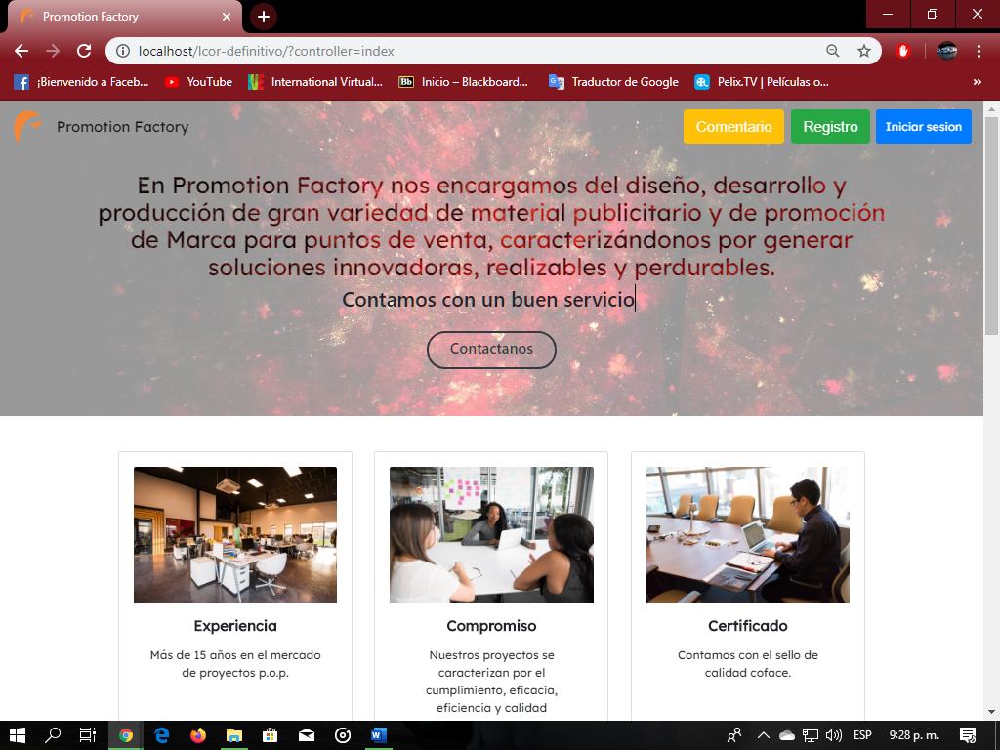 Promotion Factory
localhost/lcor-definitivo/?controller=index
¡Bienvenido a Faceb...
YouTube
International Virtual...
Bb
Inicio – Blackboard...
Traductor de Google
Pelix.TV | Películas o...
»
Promotion Factory
Comentario
Registro
Iniciar sesion
En Promotion Factory nos encargamos del diseño, desarrollo y
producción de gran variedad de material publicitario y de promoción
de Marca para puntos de venta, caracterizándonos por generar
soluciones innovadoras, realizables y perdurables.
Contamos con un buen servicio
Contactanos
Experiencia
Más de 15 años en el mercado
de proyectos p.o.p.
Compromiso
Nuestros proyectos se
caracterizan por el
cumplimiento, eficacia,
eficiencia y calidad
Certificado
Contamos con el sello de
calidad coface.
ESP
9:28 p. m.